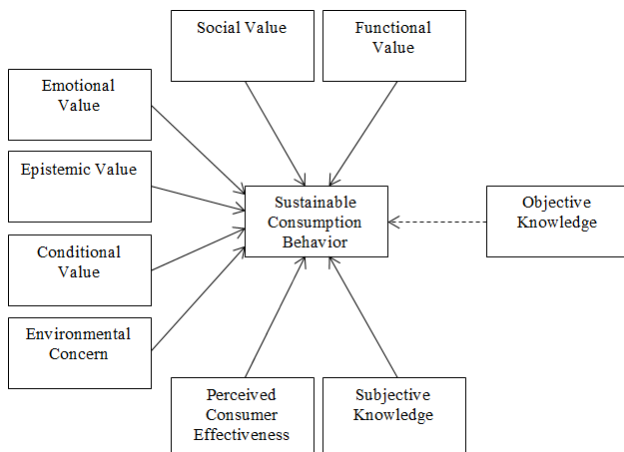 Social Value
Functional
Value
Emotional
Value
Epistemic Value
Sustainable
Consumption
Behavior
Objective
Knowledge
Conditional
Value
Environmental
Concern
Perceived
Consumer
Effectiveness
Subjective
Knowledge